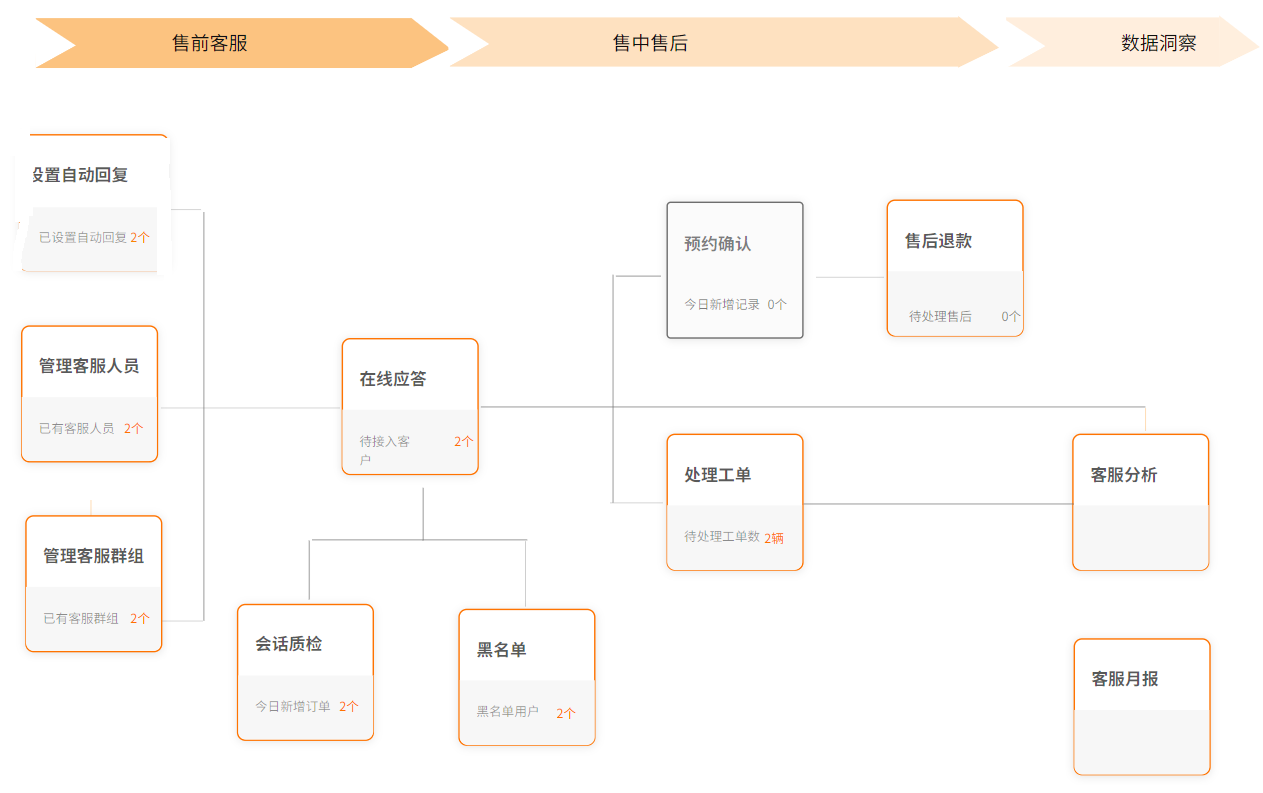 售前客服
售中售后
数据洞察
设置自动回复
已设置自动回复 2个
管理客服人员
已有客服人员 2个
管理客服群组
已有客服群组 2个
在线应答
待接入客 2个
户
会话质检
今日新增订单 2个
黑名单
黑名单用户 2个
预约确认
今日新增记录 0个
售后退款
待处理售后 0个
处理工单
待处理工单数 2辆
客服分析
客服月报